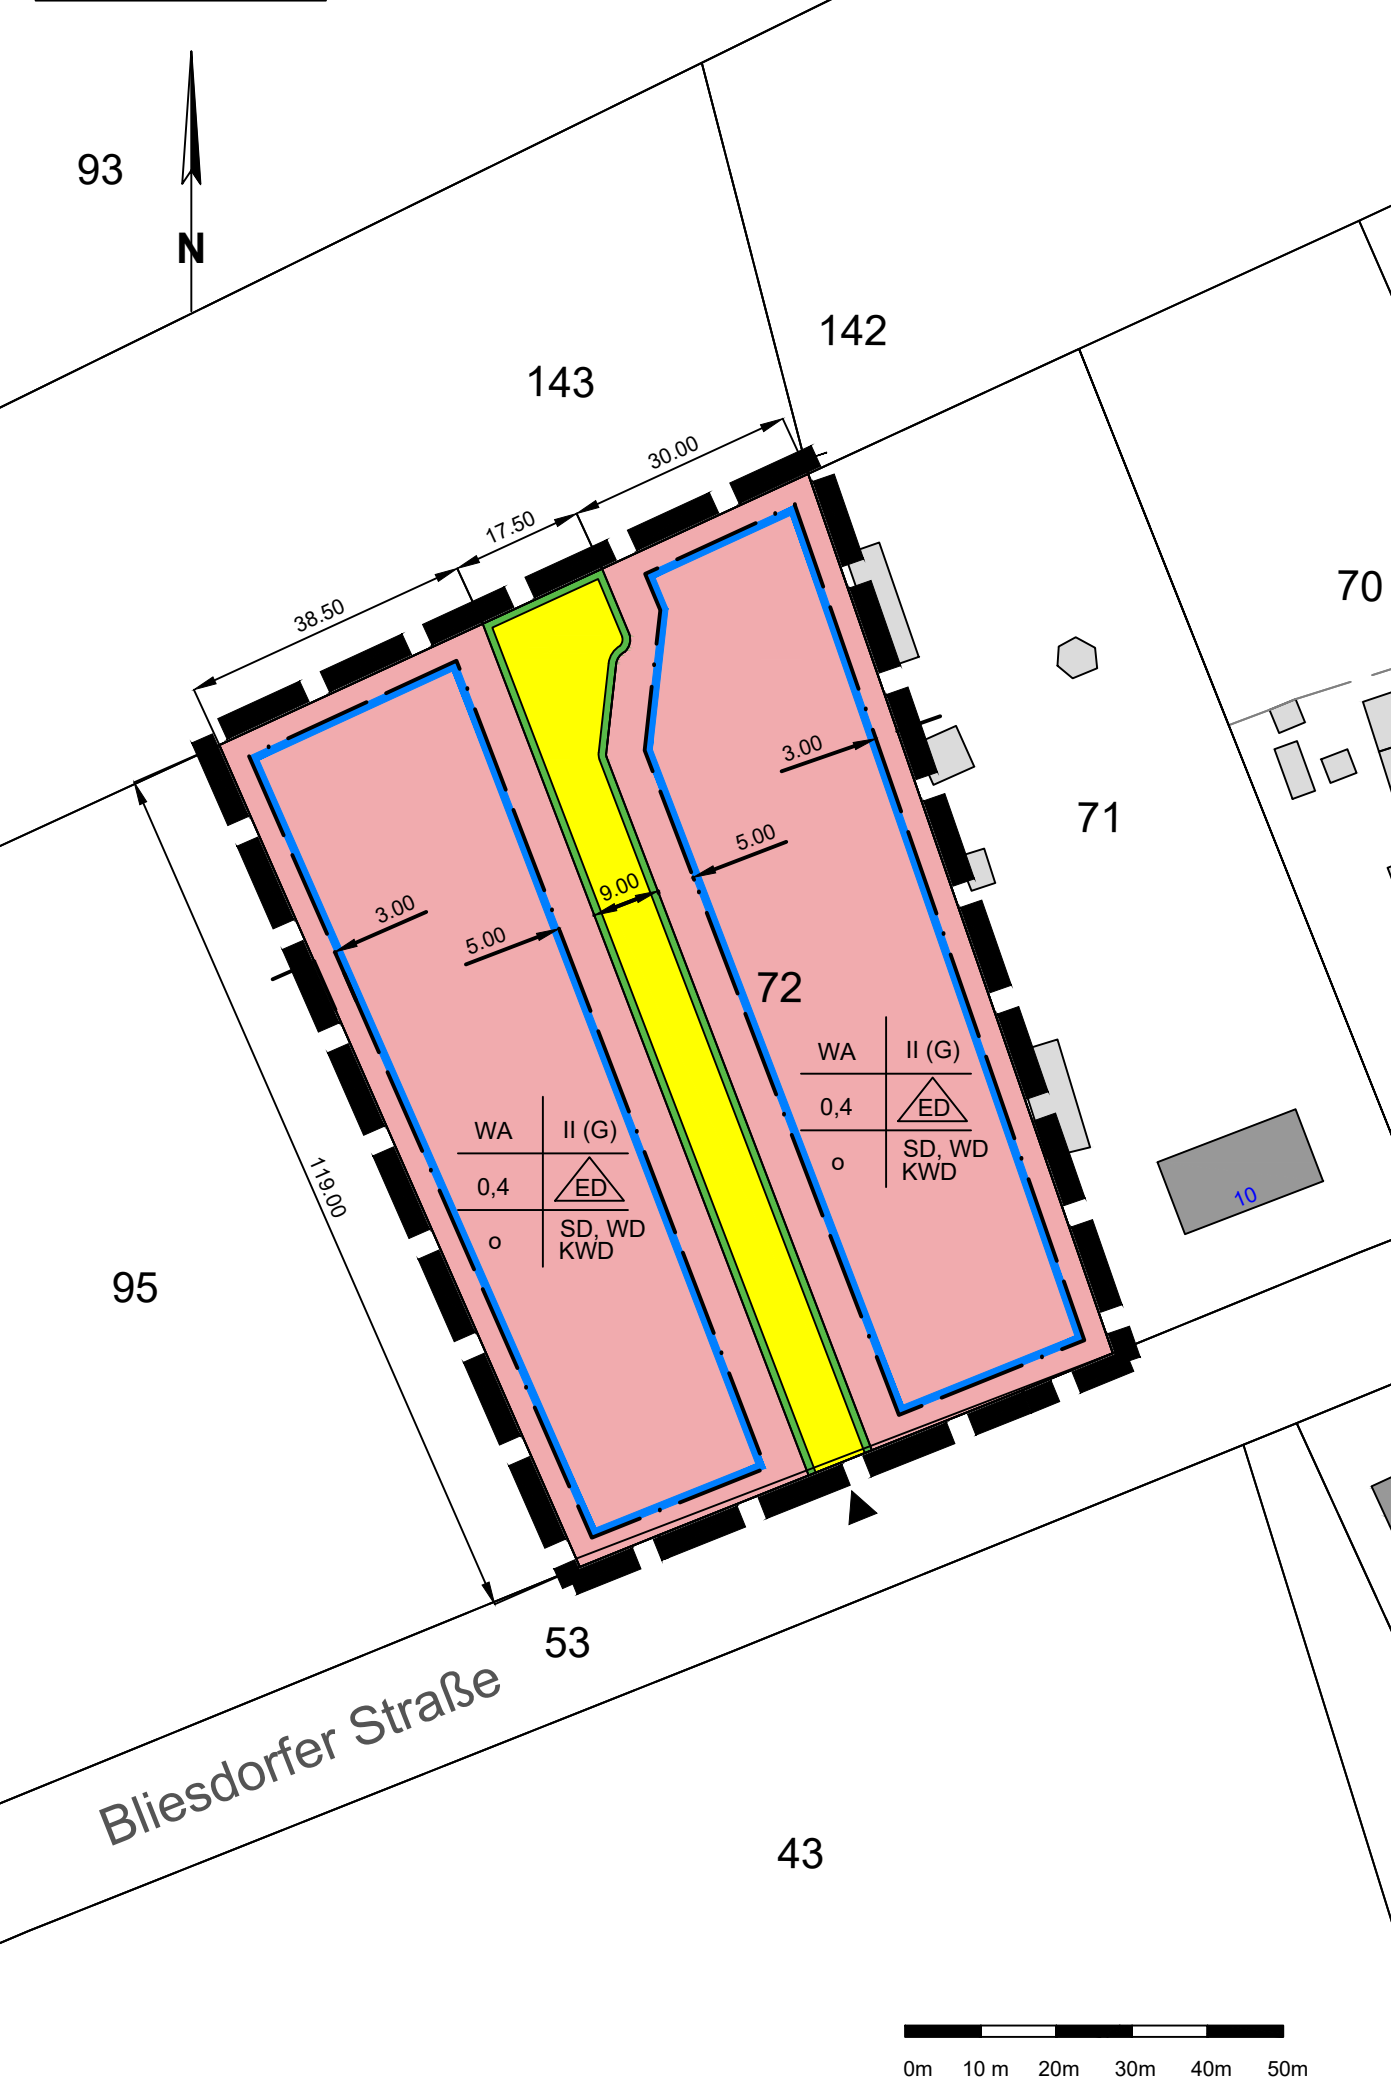 93
N
142
143
30.00
17.50
38.50
70
3.00
71
5.00
9.00
3.00
5.00
72
WA
II (G)
0,4
ED
o
SD, WD
KWD
WA
II (G)
0,4
ED
o
SD, WD
KWD
119.00
10
95
53
Bliesdorfer Straße
43
0m
10 m
20m
30m
40m
50m